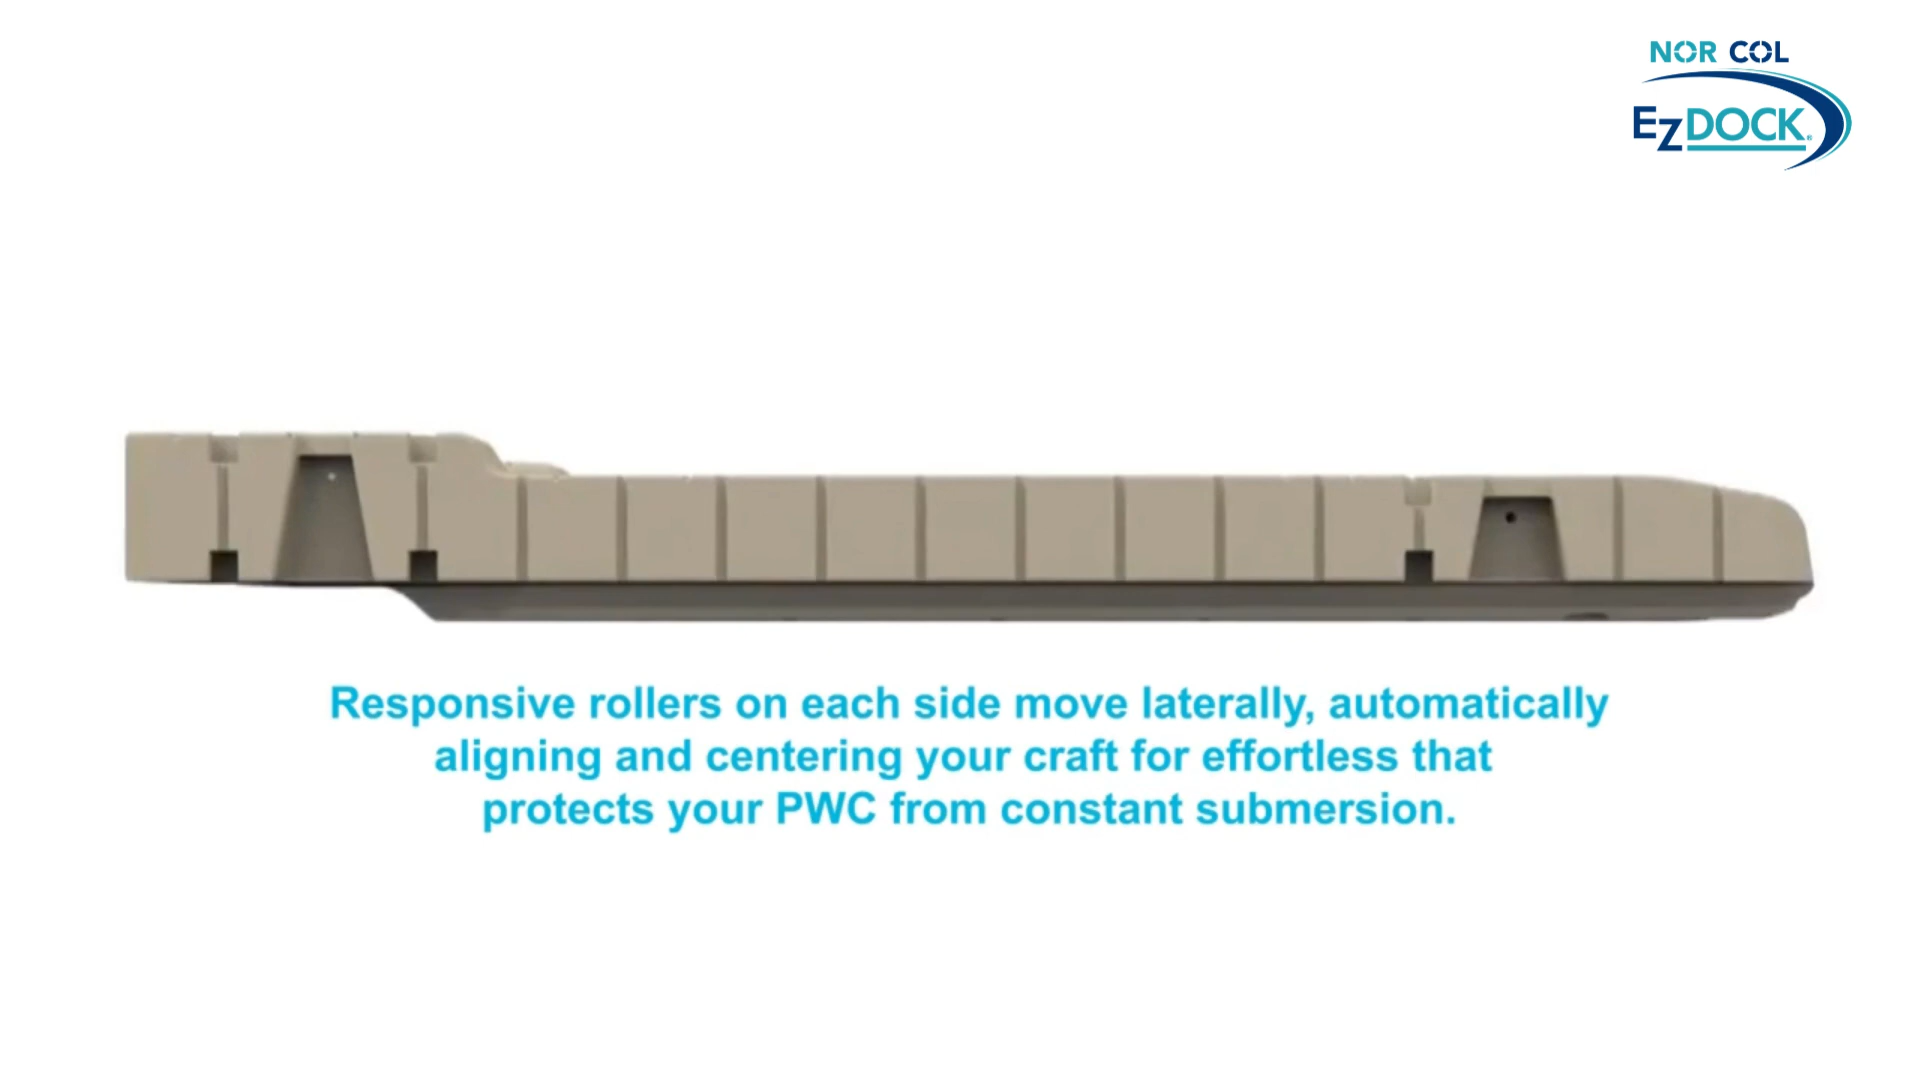 NOR COL
EZDOCK®
Responsive rollers on each side move laterally, automatically
aligning and centering your craft for effortless that
protects your PWC from constant submersion.